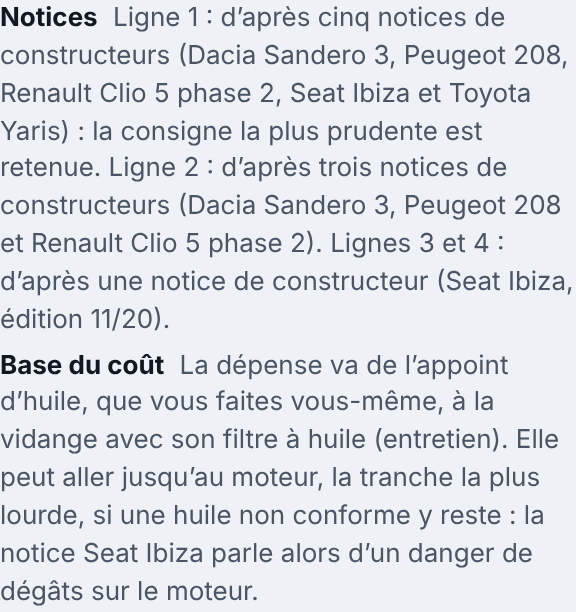 Notices Ligne 1 : d’après cinq notices de
constructeurs (Dacia Sandero 3, Peugeot 208,
Renault Clio 5 phase 2, Seat Ibiza et Toyota
Yaris) : la consigne la plus prudente est
retenue. Ligne 2 : d’après trois notices de
constructeurs (Dacia Sandero 3, Peugeot 208
et Renault Clio 5 phase 2). Lignes 3 et 4 :
d’après une notice de constructeur (Seat Ibiza,
édition 11/20).
Base du coût La dépense va de l’appoint
d’huile, que vous faites vous-même, à la
vidange avec son filtre à huile (entretien). Elle
peut aller jusqu’au moteur, la tranche la plus
lourde, si une huile non conforme y reste : la
notice Seat Ibiza parle alors d’un danger de
dégâts sur le moteur.